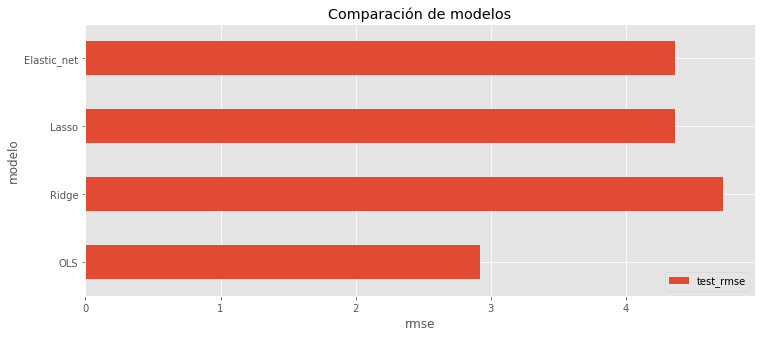 Comparación de modelos
modelo
Elastic_net
Lasso
Ridge
OLS
0 1 2 3 4
rmse
test_rmse